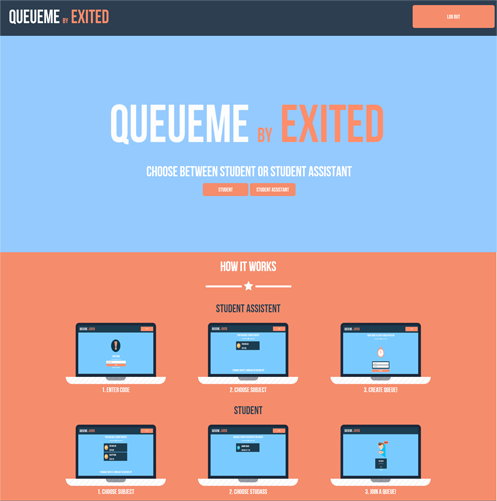 QUEUEME BY EXITED
LOG OUT
QUEUEME BY EXITED
CHOOSE BETWEEN STUDENT OR STUDENT ASSISTANT
STUDENT
STUDENT ASSISTANT
HOW IT WORKS
STUDENT ASSISTENT
1. ENTER CODE
2. CHOOSE SUBJECT
3. CREATE QUEUE!
STUDENT
1. CHOOSE SUBJECT
2. CHOOSE STUDASS
3. JOIN A QUEUE!